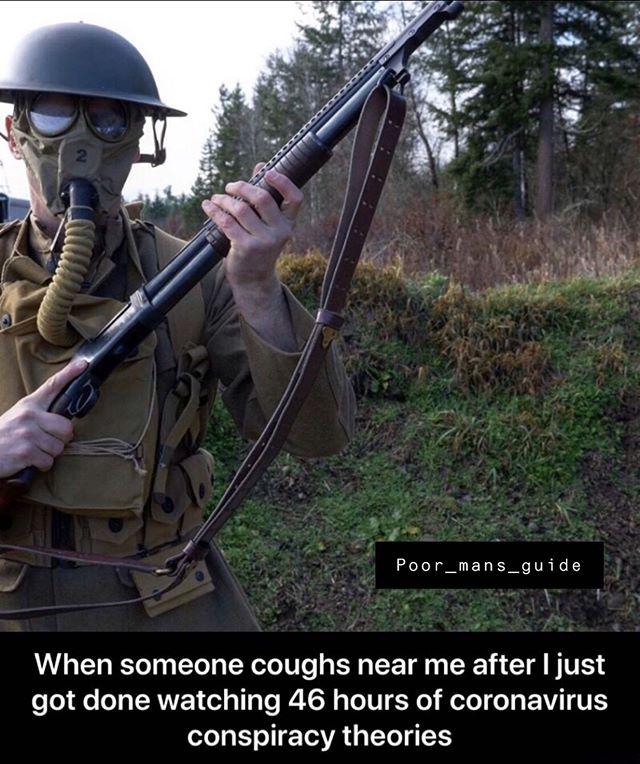 2
Poor_mans_guide
When someone coughs near me after I just
got done watching 46 hours of coronavirus
conspiracy theories